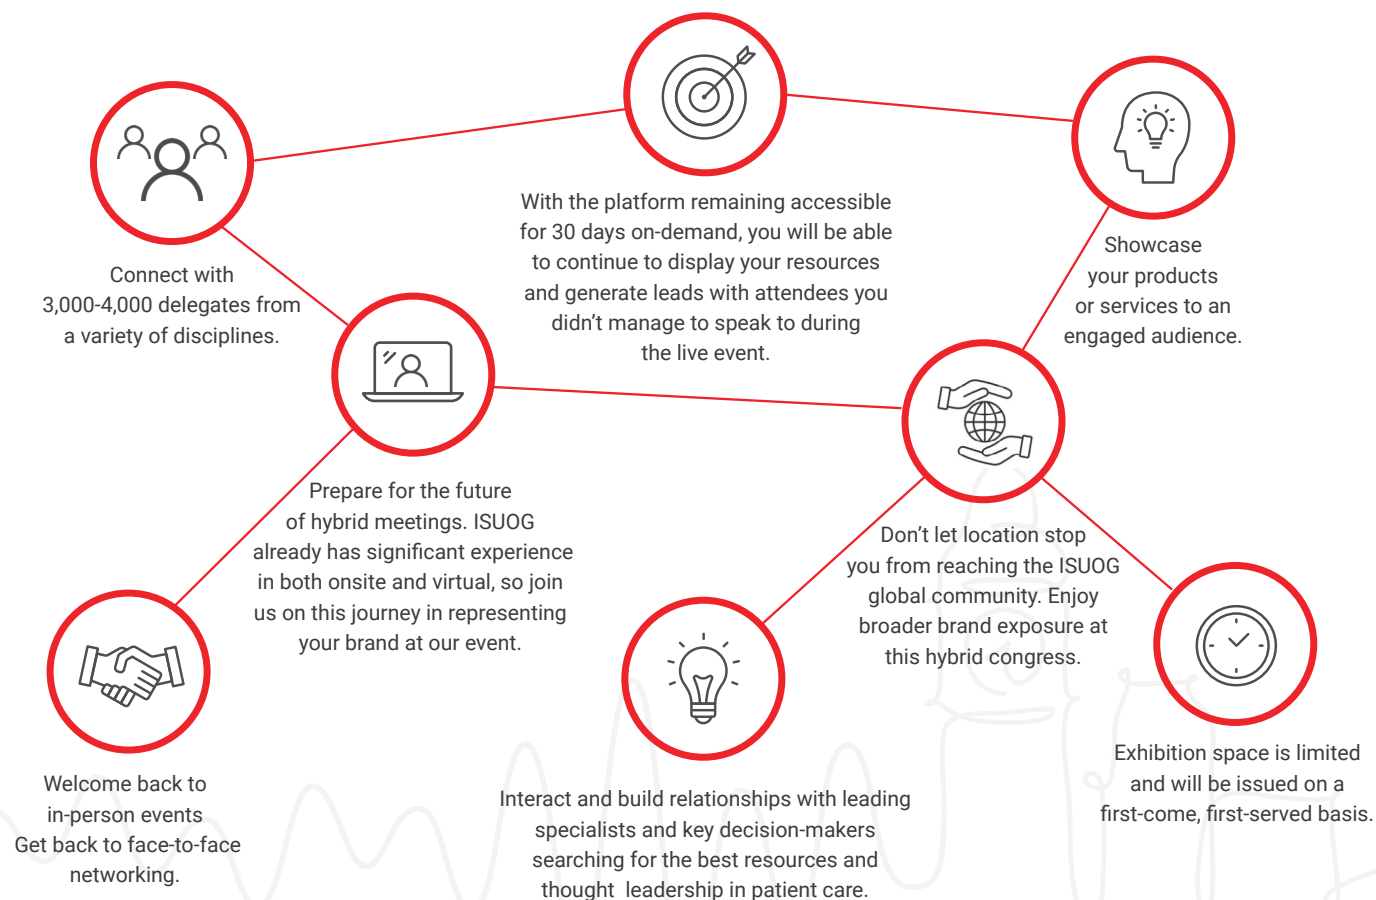 With the platform remaining accessible
for 30 days on-demand, you will be able
to continue to display your resources
and generate leads with attendees you
didn't manage to speak to during
the live event.
Showcase
your products
or services to an
engaged audience.
Connect with
3,000-4,000 delegates from
a variety of disciplines.
Prepare for the future
of hybrid meetings. ISUOG
already has significant experience
in both onsite and virtual, so join
us on this journey in representing
your brand at our event.
Don't let location stop
you from reaching the ISUOG
global community. Enjoy
broader brand exposure at
this hybrid congress.
Welcome back to
in-person events
Get back to face-to-face
networking.
Interact and build relationships with leading
specialists and key decision-makers
searching for the best resources and
thought leadership in patient care.
Exhibition space is limited
and will be issued on a
first-come, first-served basis.